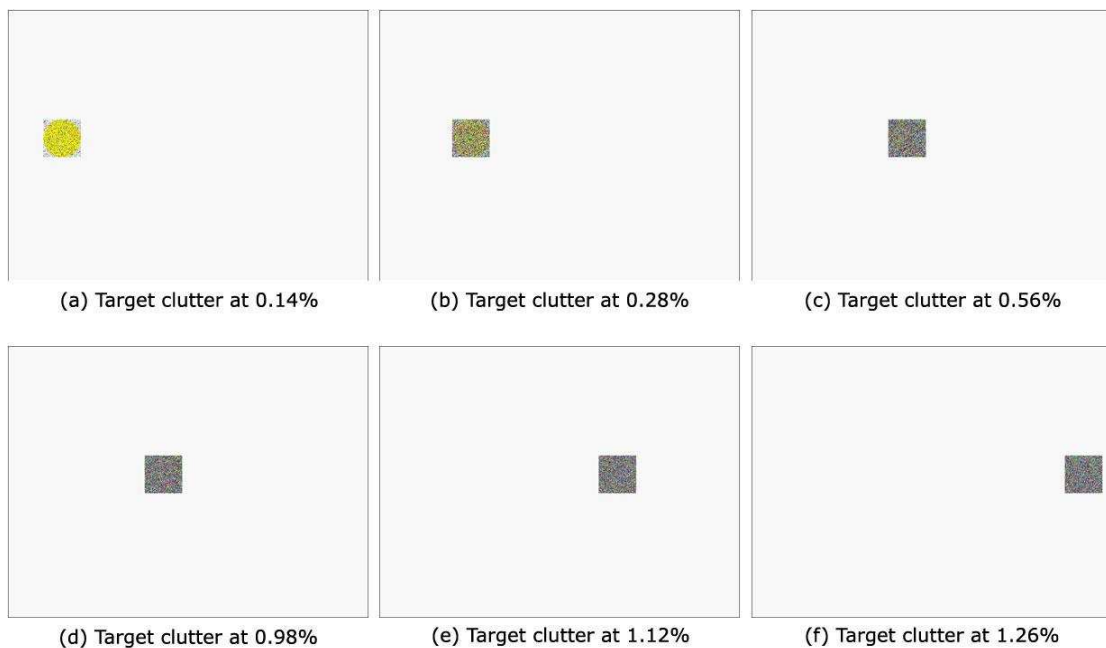 (a) Target clutter at 0.14%
(b) Target clutter at 0.28%
(c) Target clutter at 0.56%
(d) Target clutter at 0.98%
(e) Target clutter at 1.12%
(f) Target clutter at 1.26%